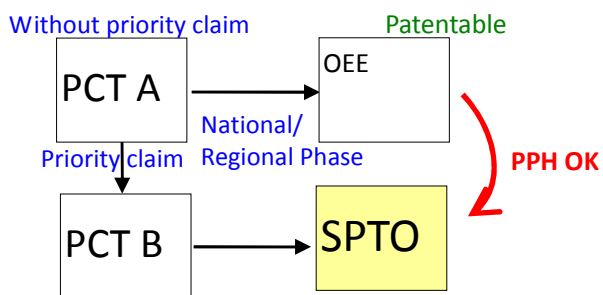 Without priority claim
Patentable
PCT A
OEE
National/
Regional Phase
Priority claim
PPH OK
PCT B
SPTO